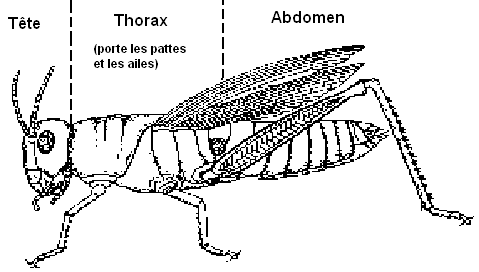 Tête
Thorax
(porte les pattes
et les ailes)
Abdomen